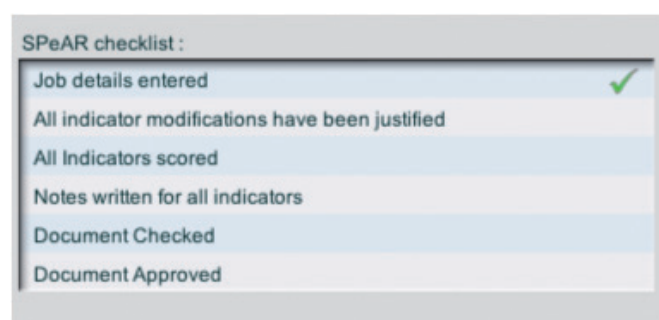 SPeAR checklist :
Job details entered
All indicator modifications have been justified
All Indicators scored
Notes written for all indicators
Document Checked
Document Approved